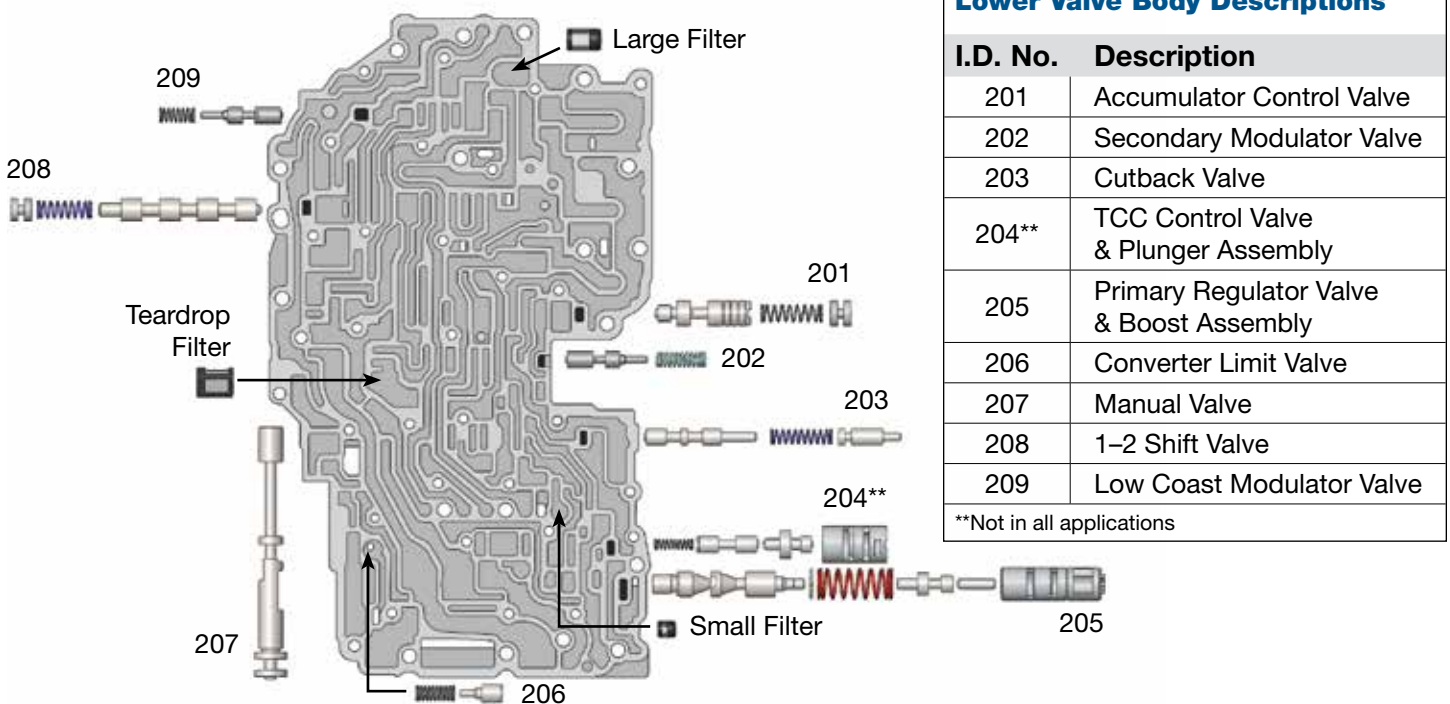 Large Filter
209
208
201
Teardrop
Filter
202
203
204**
Small Filter
205
207
206
Lower Valve Body Descriptions
I.D. No. Description
201 Accumulator Control Valve
202 Secondary Modulator Valve
203 Cutback Valve
204** TCC Control Valve
& Plunger Assembly
205 Primary Regulator Valve
& Boost Assembly
206 Converter Limit Valve
207 Manual Valve
208 1–2 Shift Valve
209 Low Coast Modulator Valve
**Not in all applications